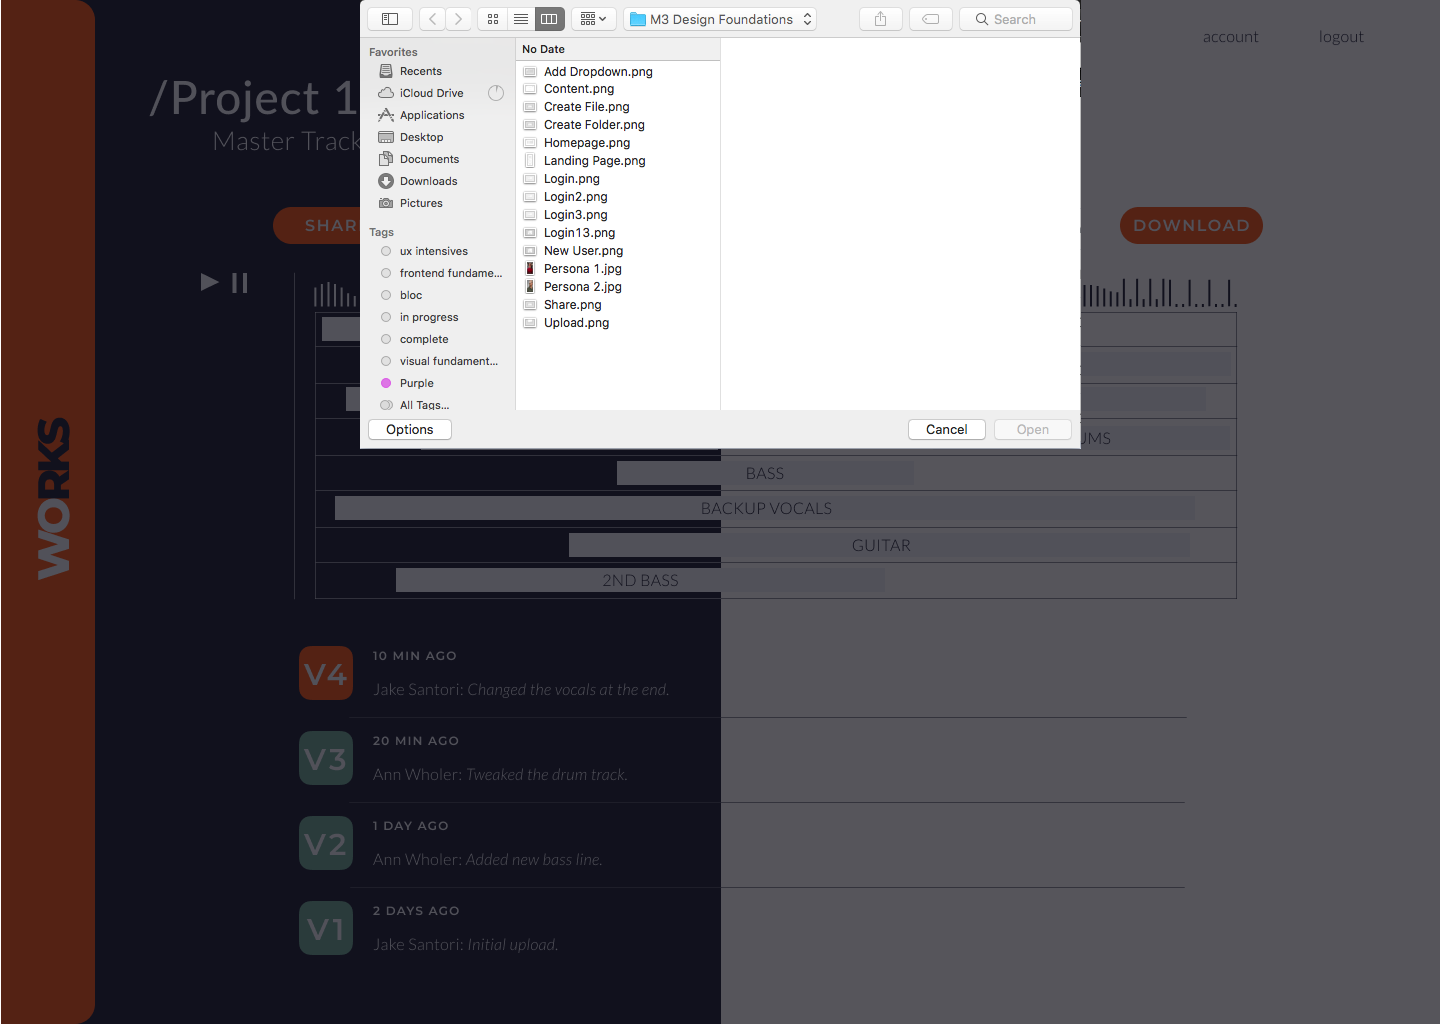 M3 Design Foundations
Search
account
logout
Favorites
Recents
iCloud Drive
Applications
Desktop
Documents
Downloads
Pictures
Tags
ux intensives
frontend fundame...
bloc
in progress
complete
visual fundament...
Purple
All Tags...
No Date
Add Dropdown.png
Content.png
Create File.png
Create Folder.png
Homepage.png
Landing Page.png
Login.png
Login2.png
Login3.png
Login13.png
New User.png
Persona 1.jpg
Persona 2.jpg
Share.png
Upload.png
Options
Cancel
Open
/Project 1
Master Track
SHAR
DOWNLOAD
WORKS
UMS
BASS
BACKUP VOCALS
GUITAR
2ND BASS
V4
10 MIN AGO
Jake Santori: Changed the vocals at the end.
V3
20 MIN AGO
Ann Wholer: Tweaked the drum track.
V2
1 DAY AGO
Ann Wholer: Added new bass line.
V1
2 DAYS AGO
Jake Santori: Initial upload.